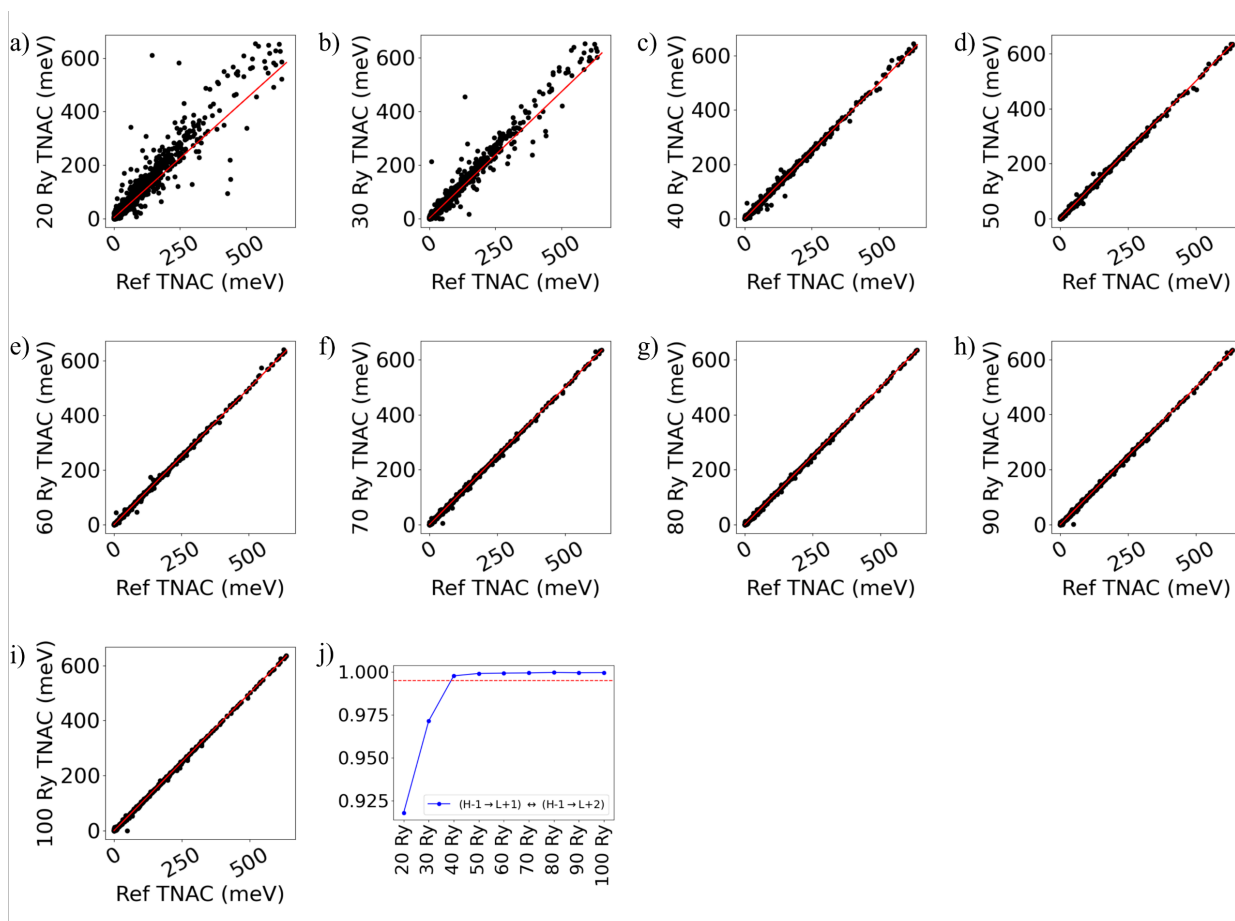 a)
20 Ry TNAC (meV)
600
400
200
0
0
250
500
Ref TNAC (meV)
b)
30 Ry TNAC (meV)
600
400
200
0
0
250
500
Ref TNAC (meV)
c)
40 Ry TNAC (meV)
600
400
200
0
0
250
500
Ref TNAC (meV)
d)
50 Ry TNAC (meV)
600
400
200
0
0
250
500
Ref TNAC (meV)
e)
60 Ry TNAC (meV)
600
400
200
0
0
250
500
Ref TNAC (meV)
f)
70 Ry TNAC (meV)
600
400
200
0
0
250
500
Ref TNAC (meV)
g)
80 Ry TNAC (meV)
600
400
200
0
0
250
500
Ref TNAC (meV)
h)
90 Ry TNAC (meV)
600
400
200
0
0
250
500
Ref TNAC (meV)
i)
100 Ry TNAC (meV)
600
400
200
0
0
250
500
Ref TNAC (meV)
j)
1.000
0.975
0.950
0.925
(H-1→L+1) ↔ (H-1→L+2)
20 Ry
30 Ry
40 Ry
50 Ry
60 Ry
70 Ry
80 Ry
90 Ry
100 Ry